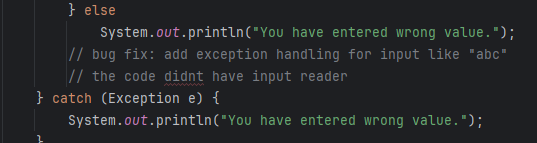 } else
System.out.println("You have entered wrong value.");
// bug fix: add exception handling for input like "abc"
// the code didnt have input reader
} catch (Exception e) {
System.out.println("You have entered wrong value.");
}